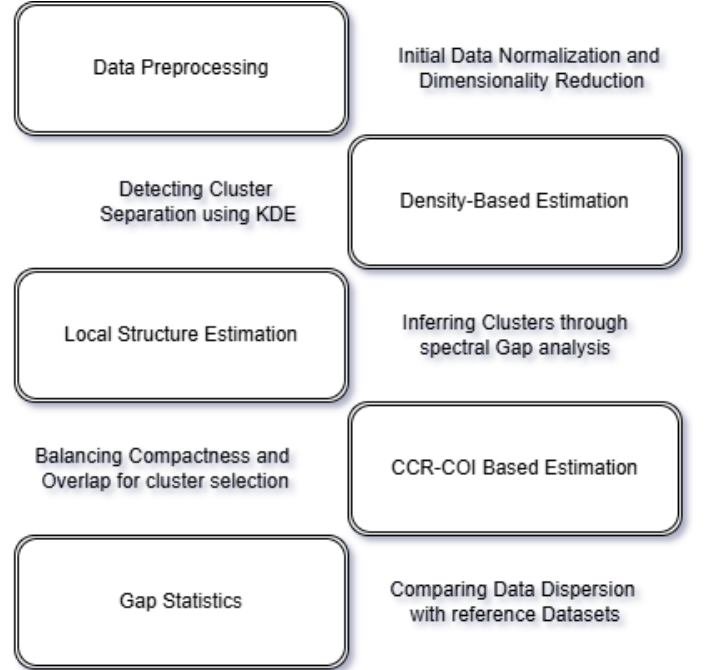 Data Preprocessing
Initial Data Normalization and
Dimensionality Reduction
Detecting Cluster
Separation using KDE
Density-Based Estimation
Local Structure Estimation
Inferring Clusters through
spectral Gap analysis
Balancing Compactness and
Overlap for cluster selection
CCR-COI Based Estimation
Gap Statistics
Comparing Data Dispersion
with reference Datasets